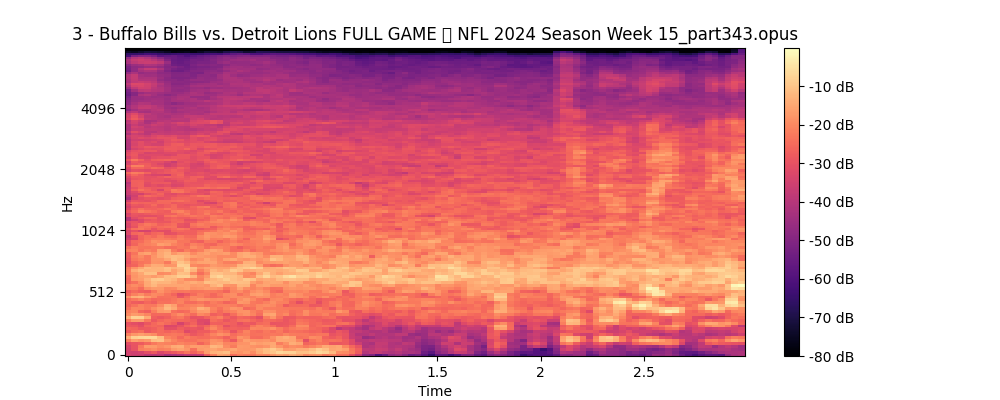 3 - Buffalo Bills vs. Detroit Lions FULL GAME ▯ NFL 2024 Season Week 15_part343.opus
4096
2048
1024
512
0
Hz
0
0.5
1
1.5
2
2.5
Time
-10 dB
-20 dB
-30 dB
-40 dB
-50 dB
-60 dB
-70 dB
-80 dB